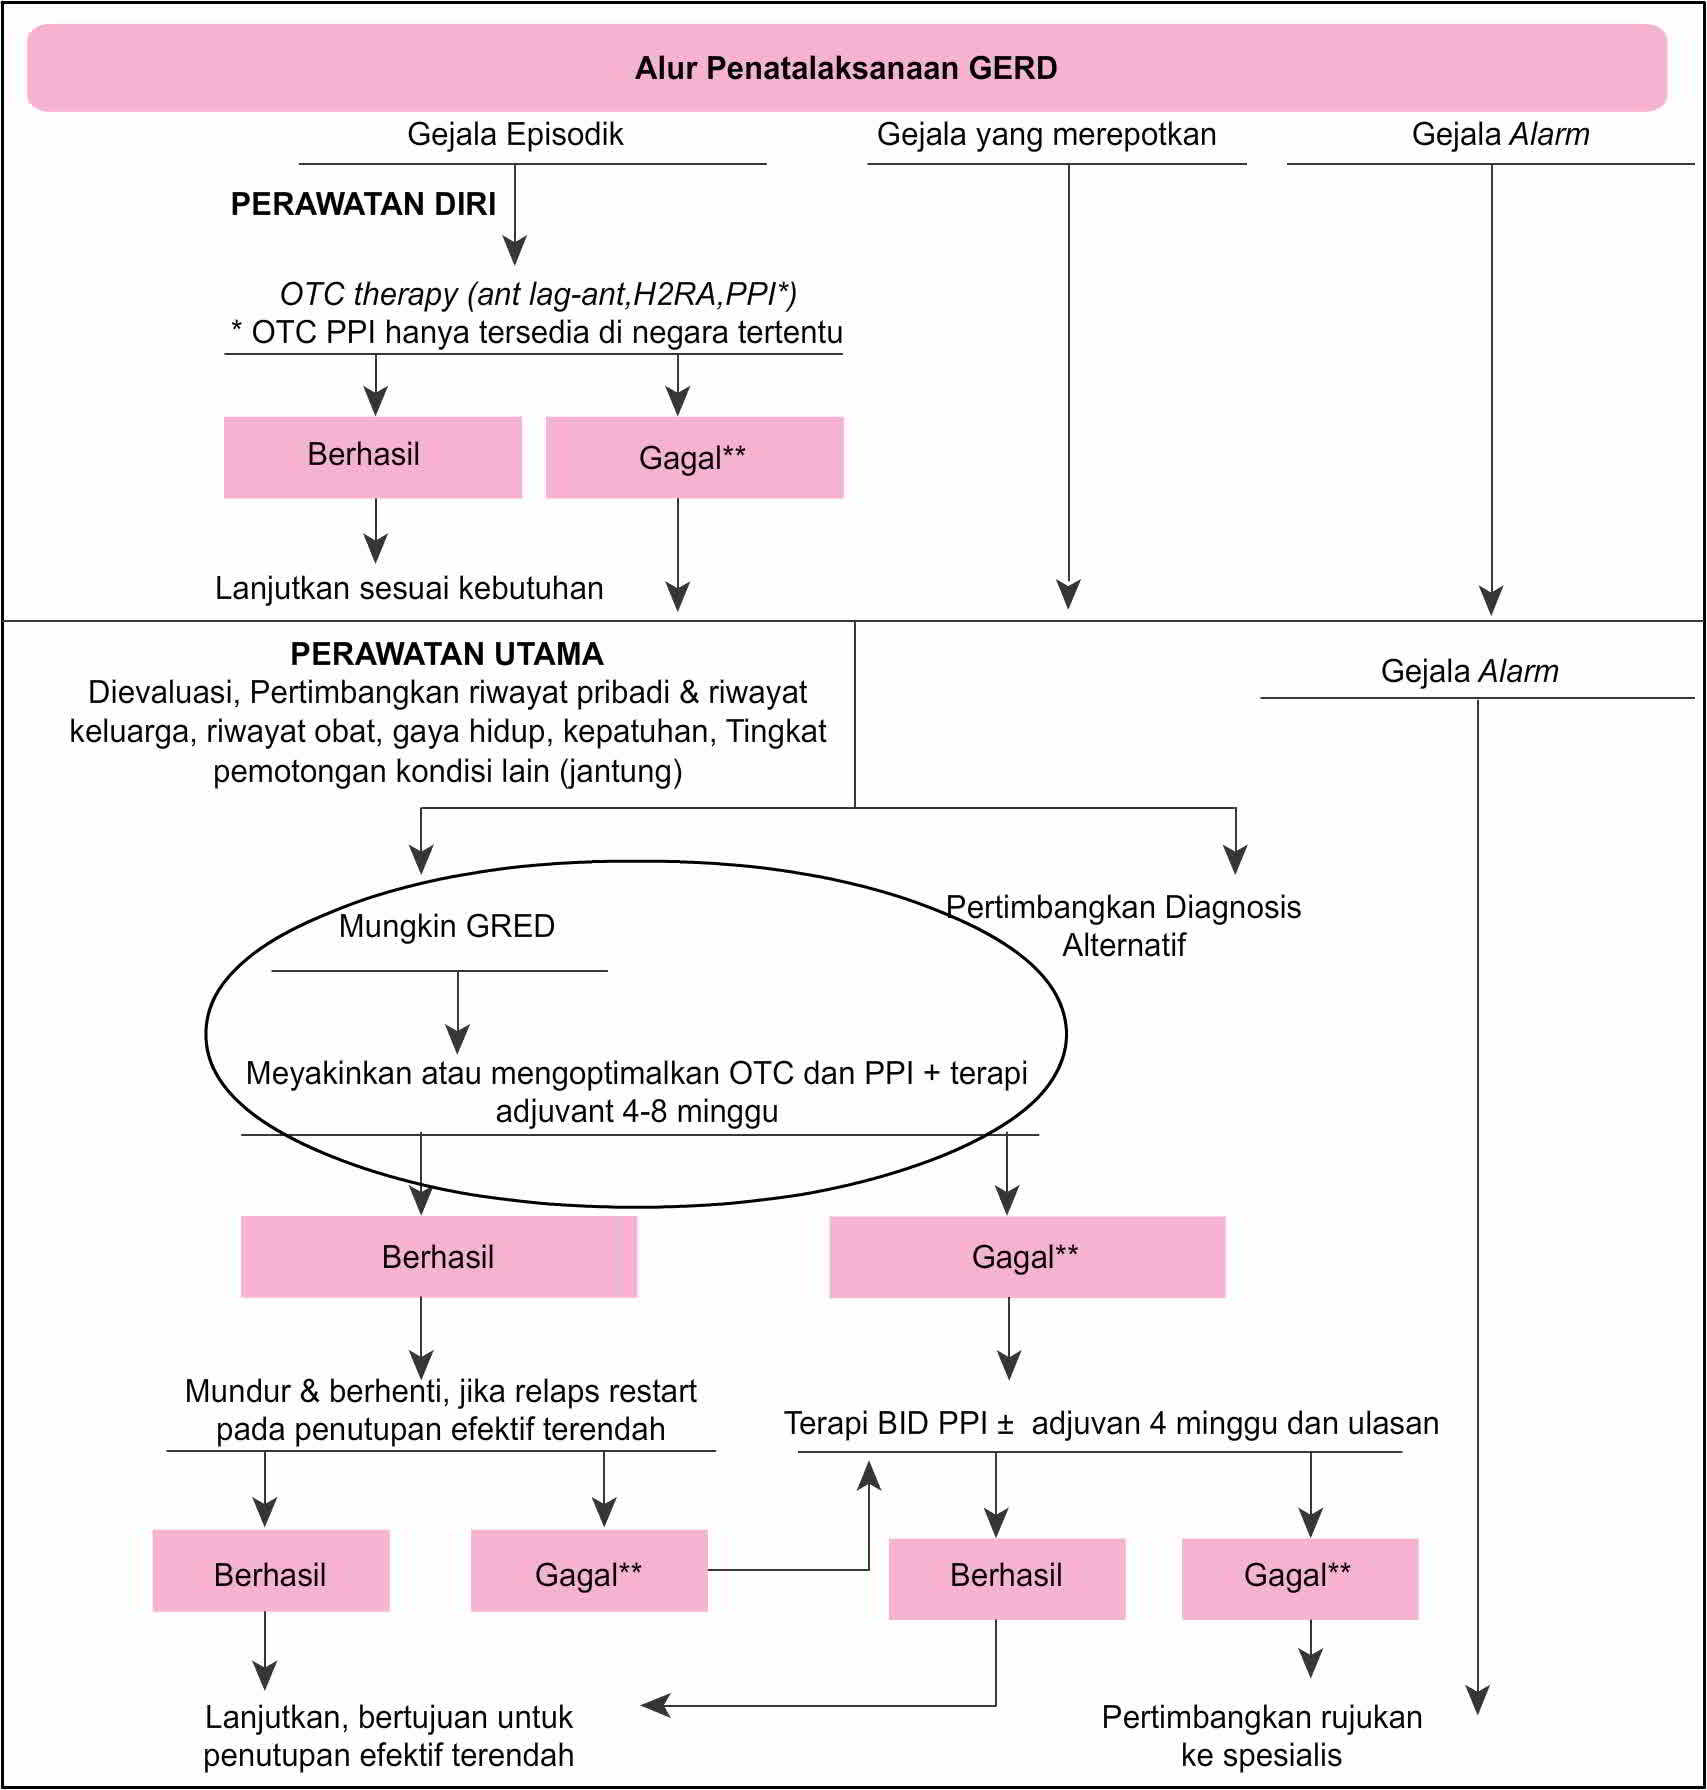 Alur Penatalaksanaan GERD
Gejala Episodik
Gejala yang merepotkan
Gejala Alarm
PERAWATAN DIRI
OTC therapy (ant lag-ant,H2RA,PPI*)
* OTC PPI hanya tersedia di negara tertentu
Berhasil
Gagal**
Lanjutkan sesuai kebutuhan
PERAWATAN UTAMA
Dievaluasi, Pertimbangkan riwayat pribadi & riwayat
keluarga, riwayat obat, gaya hidup, kepatuhan, Tingkat
pemotongan kondisi lain (jantung)
Gejala Alarm
Mungkin GRED
Pertimbangkan Diagnosis
Alternatif
Meyakinkan atau mengoptimalkan OTC dan PPI + terapi
adjuvant 4-8 minggu
Berhasil
Gagal**
Mundur & berhenti, jika relaps restart
pada penutupan efektif terendah
Terapi BID PPI ± adjuvan 4 minggu dan ulasan
Berhasil
Gagal**
Berhasil
Gagal**
Lanjutkan, bertujuan untuk
penutupan efektif terendah
Pertimbangkan rujukan
ke spesialis